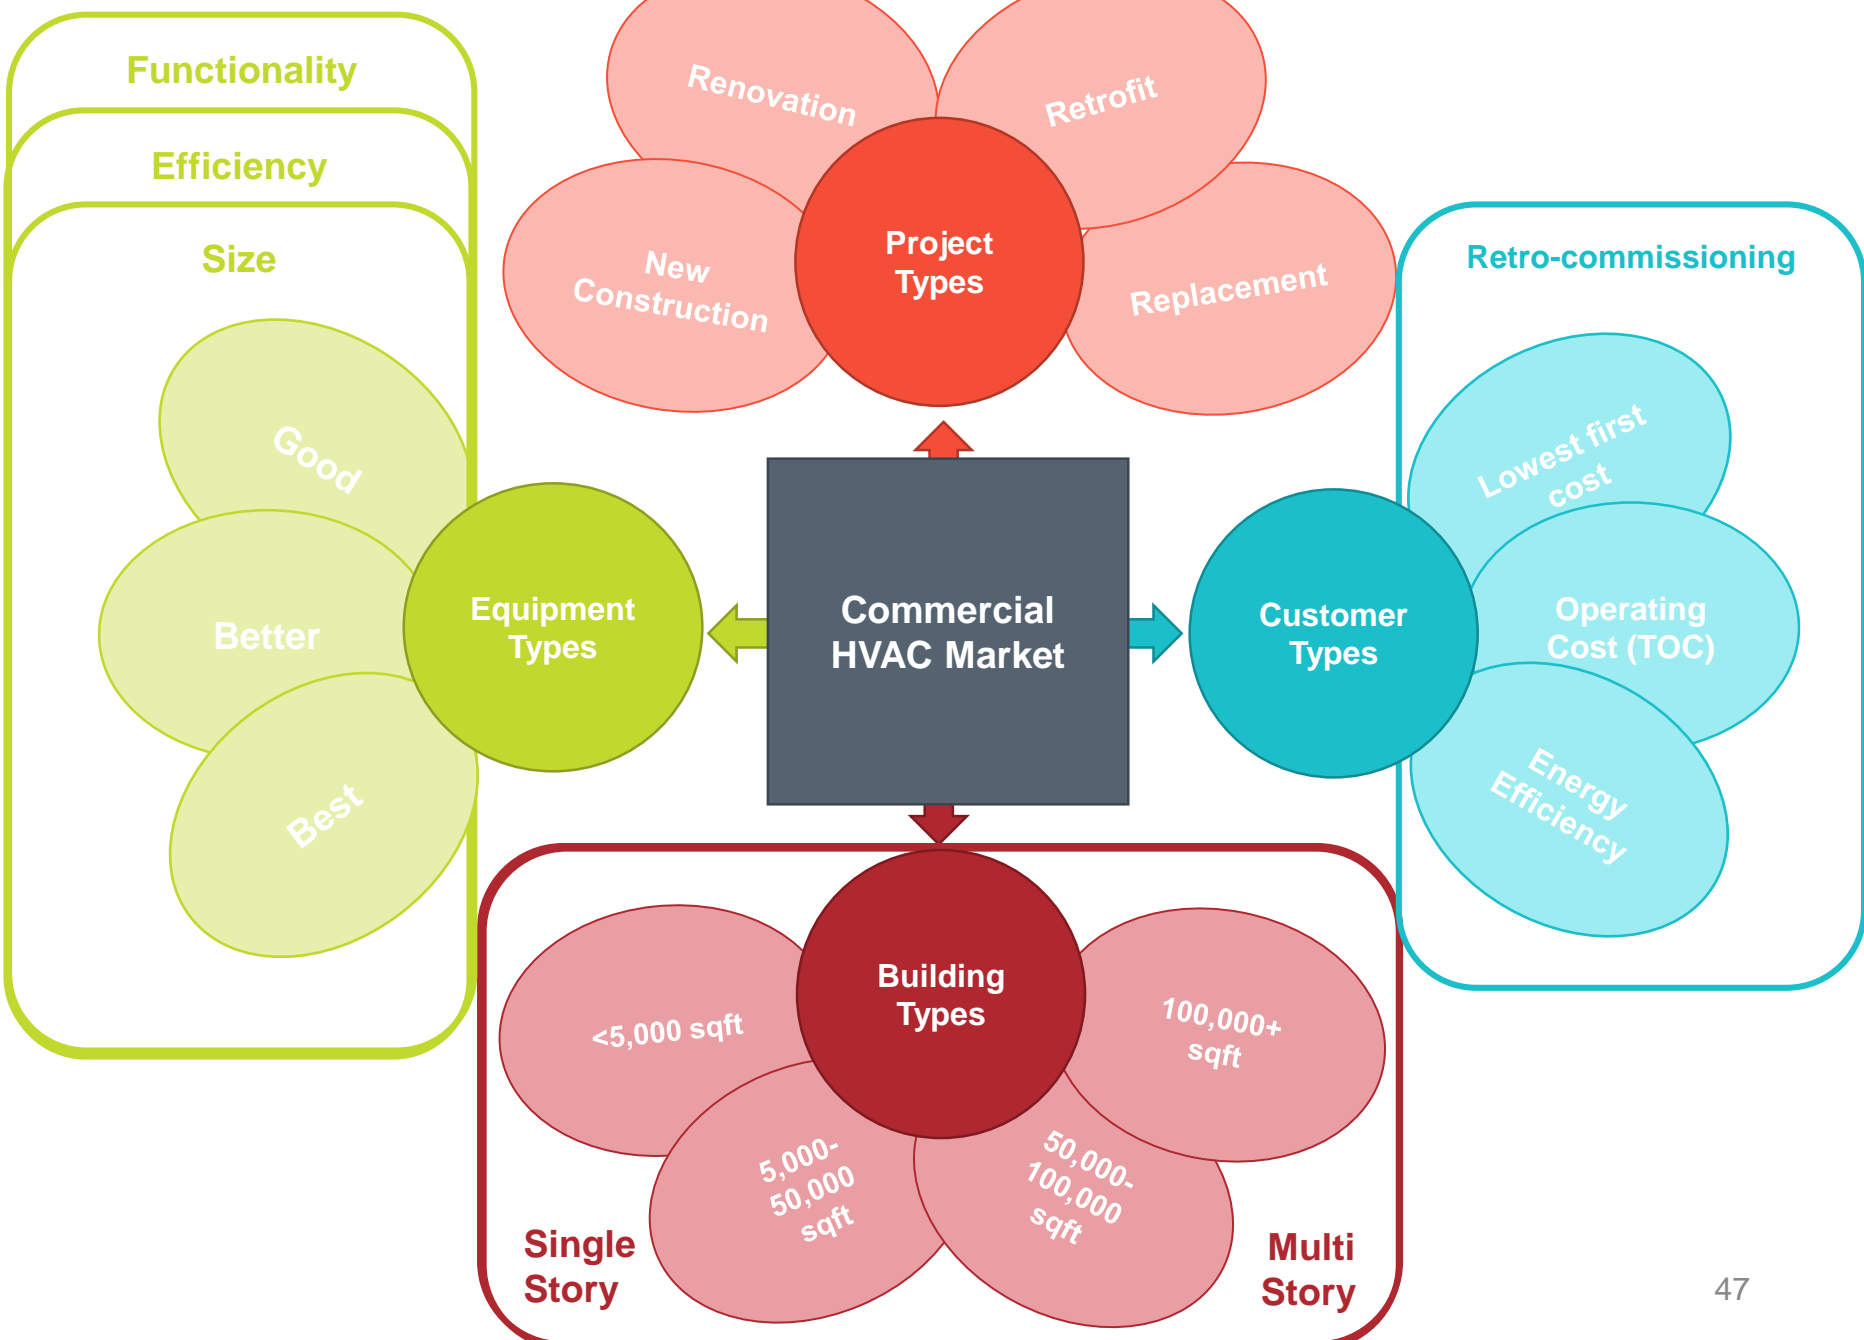 Functionality
Efficiency
Size
Good
Better
Best
Equipment
Types
Renovation
Retrofit
New
Construction
Project
Types
Replacement
Commercial
HVAC Market
Retro-commissioning
Lowest first
cost
Customer
Types
Operating
Cost (TOC)
Energy
Efficiency
Building
Types
<5,000 sqft
5,000-
50,000
sqft
50,000-
100,000
sqft
100,000+
sqft
Single
Story
Multi
Story
47